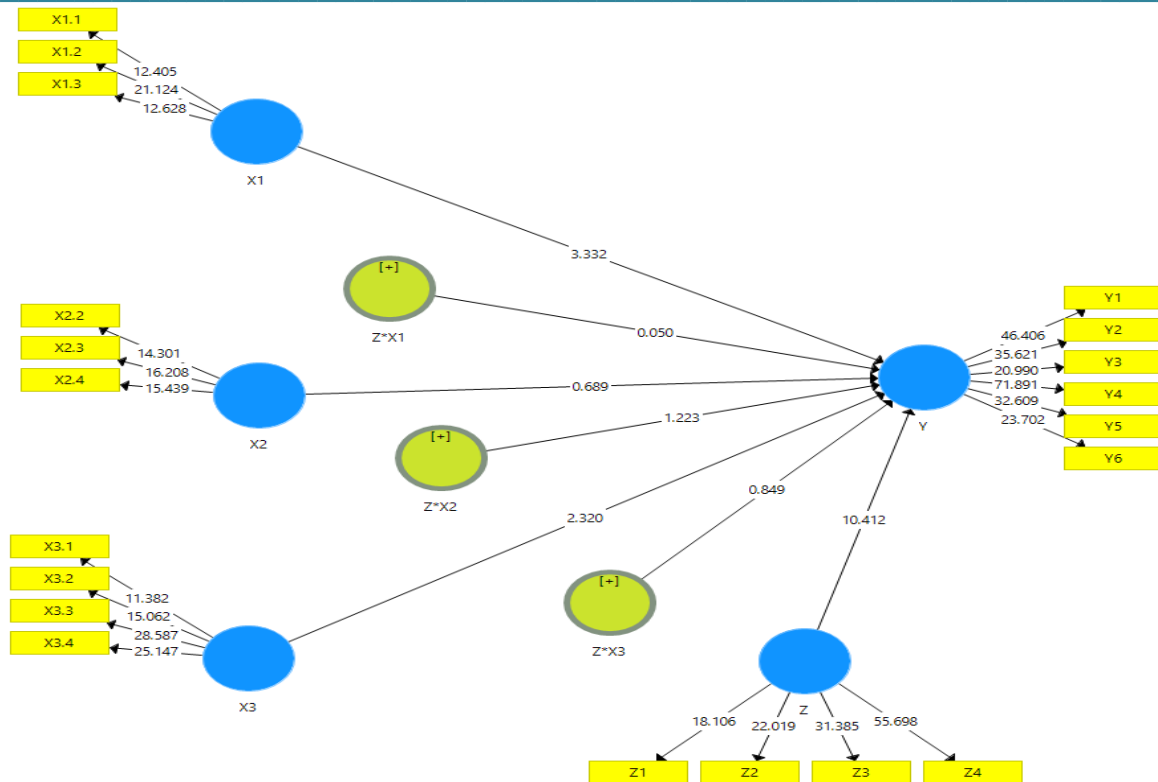 X1.1
X1.2
X1.3
12.405
21.124
12.628
X1
3.332
[+]
Z*X1
0.050
X2.2
X2.3
X2.4
14.301
16.208
15.439
X2
0.689
[+]
Z*X2
1.223
Y1
Y2
Y3
Y4
Y5
Y6
46.406
35.621
20.990
71.891
32.609
23.702
Y
X3.1
X3.2
X3.3
X3.4
11.382
15.062
28.587
25.147
X3
2.320
[+]
Z*X3
0.849
10.412
Z
18.106
22.019
31.385
55.698
Z1
Z2
Z3
Z4